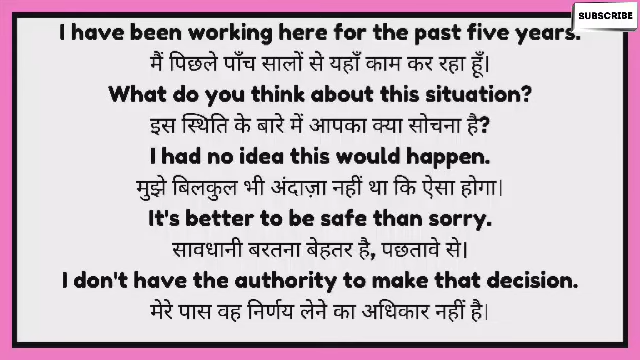 SUBSCRIBE
I have been working here for the past five years.
मैं पिछले पाँच सालों से यहाँ काम कर रहा हूँ।
What do you think about this situation?
इस स्थिति के बारे में आपका क्या सोचना है?
I had no idea this would happen.
मुझे बिलकुल भी अंदाज़ा नहीं था कि ऐसा होगा।
It's better to be safe than sorry.
सावधानी बरतना बेहतर है, पछतावे से।
I don't have the authority to make that decision.
मेरे पास वह निर्णय लेने का अधिकार नहीं है।